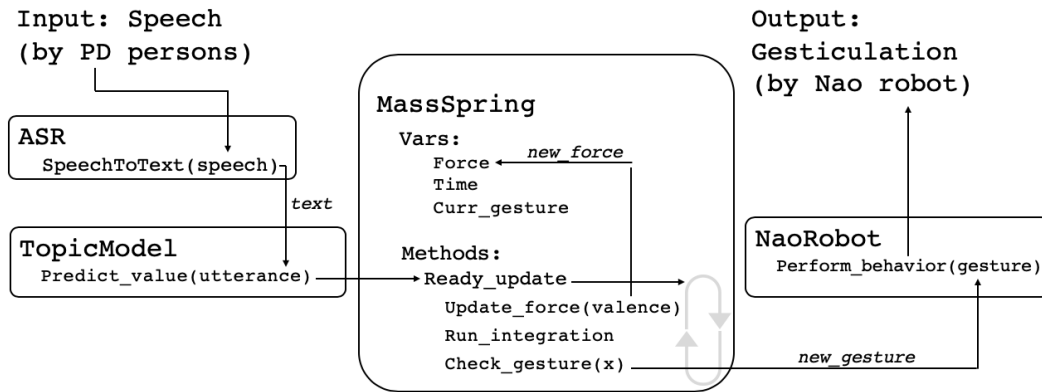 Input: Speech
(by PD persons)
ASR
SpeechToText(speech)
text
TopicModel
Predict_value(utterance)
MassSpring
Vars:
Force
new_force
Time
Curr_gesture
Methods:
Ready_update
Update_force(valence)
Run_integration
Check_gesture(x)
new_gesture
Output:
Gesticulation
(by Nao robot)
NaoRobot
Perform_behavior(gesture)